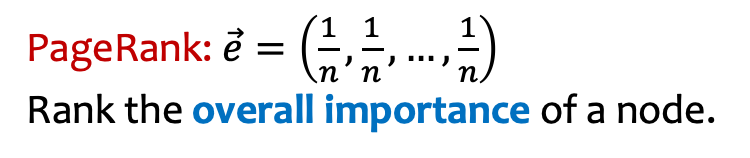 PageRank: e⃗ = (1/n, 1/n, ..., 1/n)
Rank the overall importance of a node.